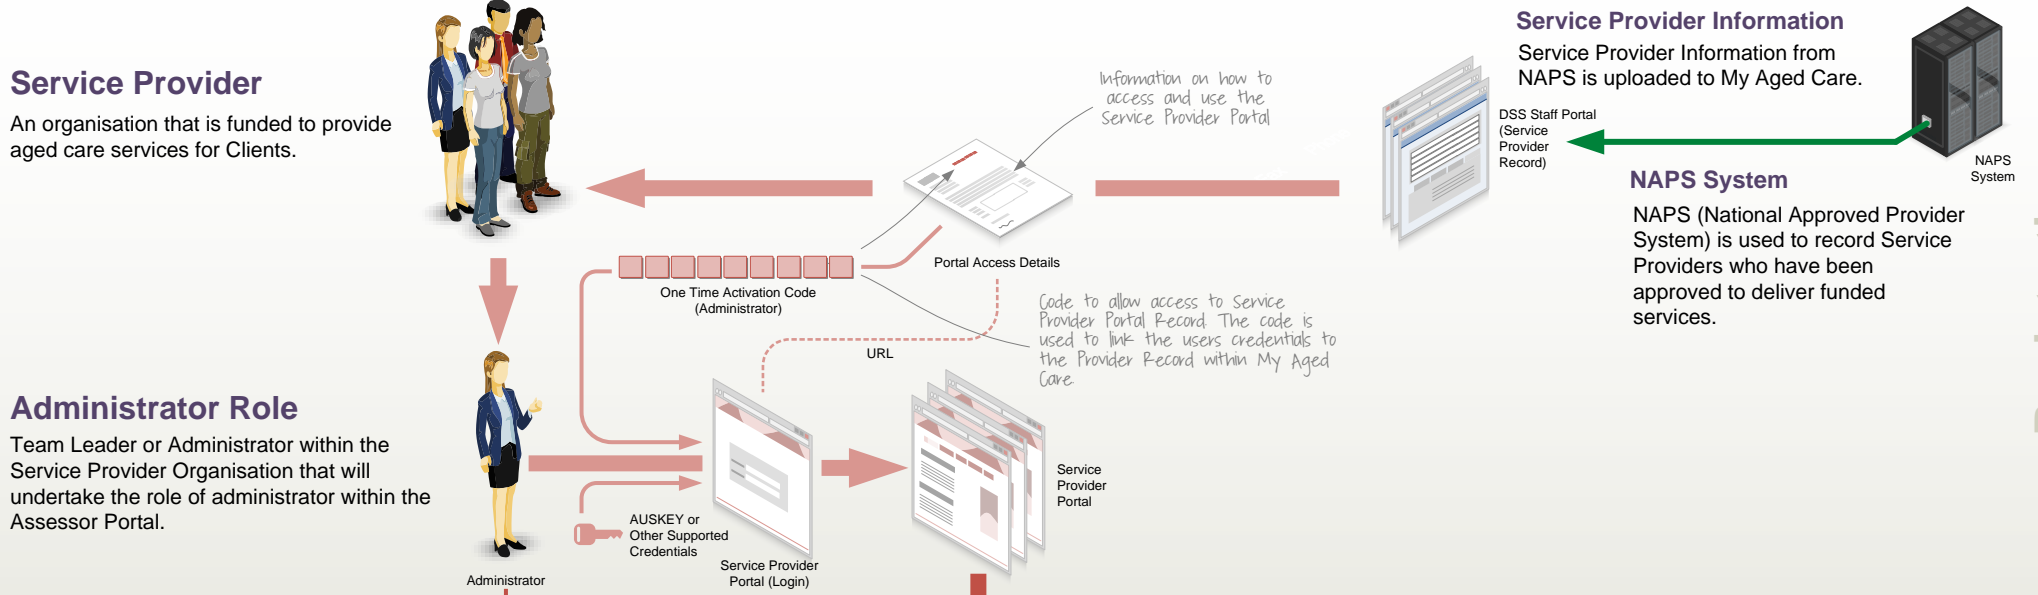 Service Provider
An organisation that is funded to provide
aged care services for Clients.
Information on how to
access and use the
Service Provider Portal
Service Provider Information
Service Provider Information from
NAPS is uploaded to My Aged Care.
DSS Staff Portal
(Service
Provider
Record)
NAPS
System
NAPS System
NAPS (National Approved Provider
System) is used to record Service
Providers who have been
approved to deliver funded
services.
Portal Access Details
One Time Activation Code
(Administrator)
Code to allow access to Service
Provider Portal Record. The code is
used to link the users credentials to
the Provider Record within My Aged
Care.
URL
Administrator Role
Team Leader or Administrator within the
Service Provider Organisation that will
undertake the role of administrator within the
Assessor Portal.
Service
Provider
Portal
AUSKEY or
Other Supported
Credentials
Service Provider
Portal (Login)
Administrator